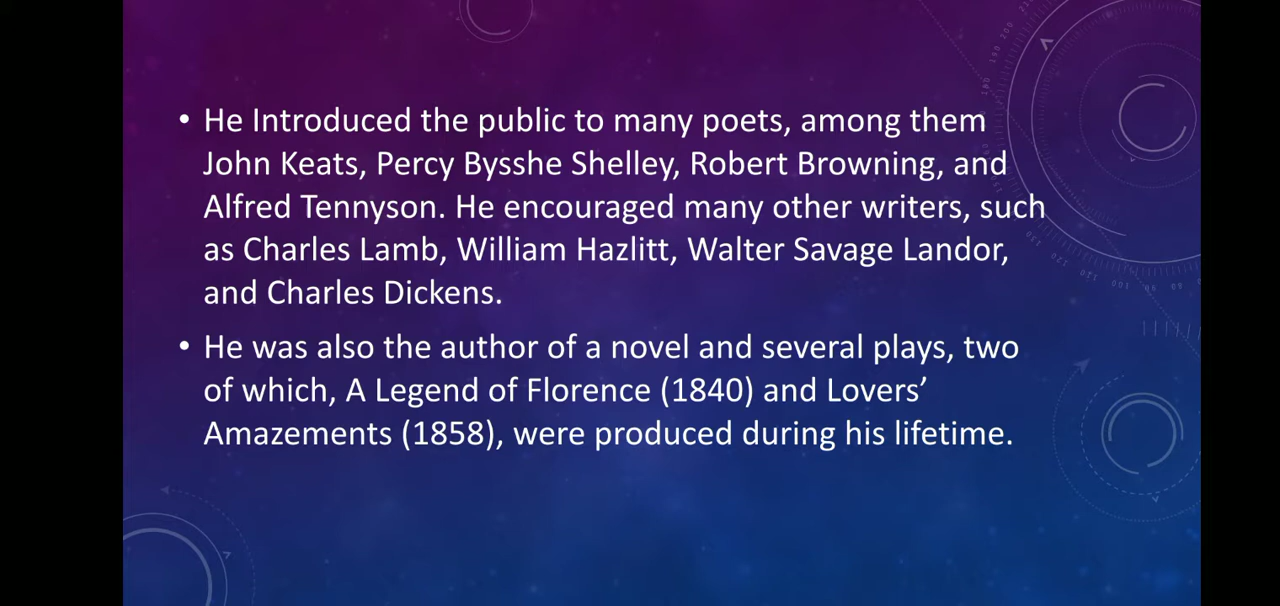 • He Introduced the public to many poets, among them
John Keats, Percy Bysshe Shelley, Robert Browning, and
Alfred Tennyson. He encouraged many other writers, such
as Charles Lamb, William Hazlitt, Walter Savage Landor,
and Charles Dickens.
• He was also the author of a novel and several plays, two
of which, A Legend of Florence (1840) and Lovers’
Amazements (1858), were produced during his lifetime.